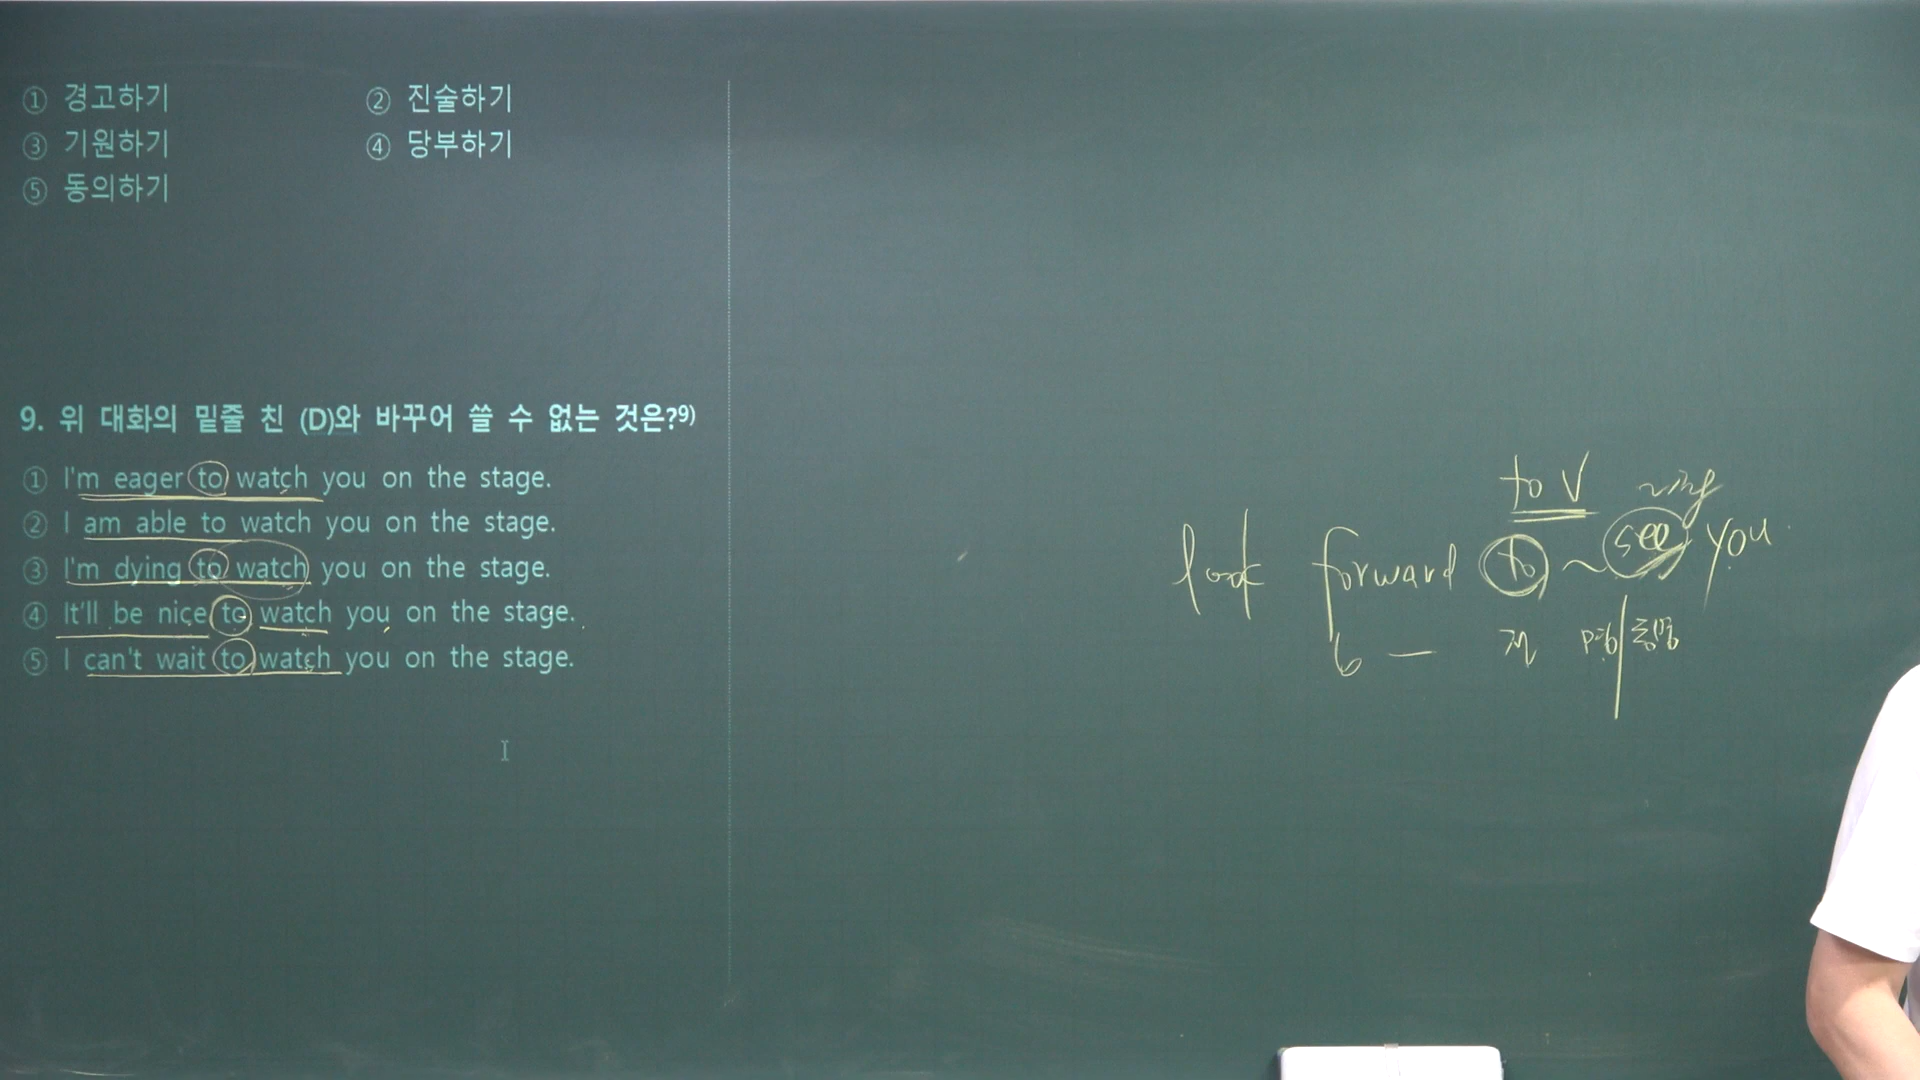 ① 경고하기 ② 진술하기
③ 기원하기 ④ 당부하기
⑤ 동의하기
9. 위 대화의 밑줄 친 (D)와 바꾸어 쓸 수 없는 것은?9)
① I'm eager to watch you on the stage.
② I am able to watch you on the stage.
③ I'm dying to watch you on the stage.
④ It'll be nice to watch you on the stage.
⑤ I can't wait to watch you on the stage.
to V ~ing
look forward to ~ see you
전 명 동명